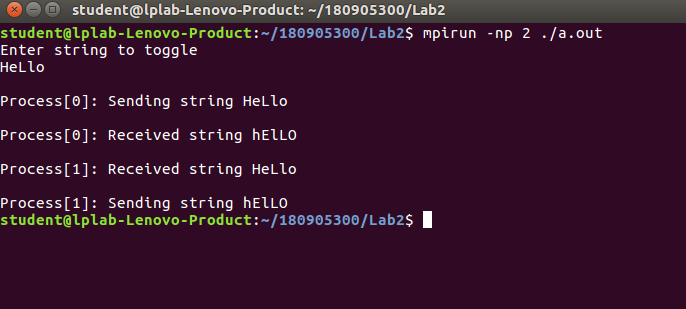 student@lplab-Lenovo-Product: ~/180905300/Lab2
student@lplab-Lenovo-Product:~/180905300/Lab2$ mpirun -np 2 ./a.out
Enter string to toggle
HeLlo
Process[0]: Sending string HeLlo
Process[0]: Received string hElLO
Process[1]: Received string HeLlo
Process[1]: Sending string hElLO
student@lplab-Lenovo-Product:~/180905300/Lab2$